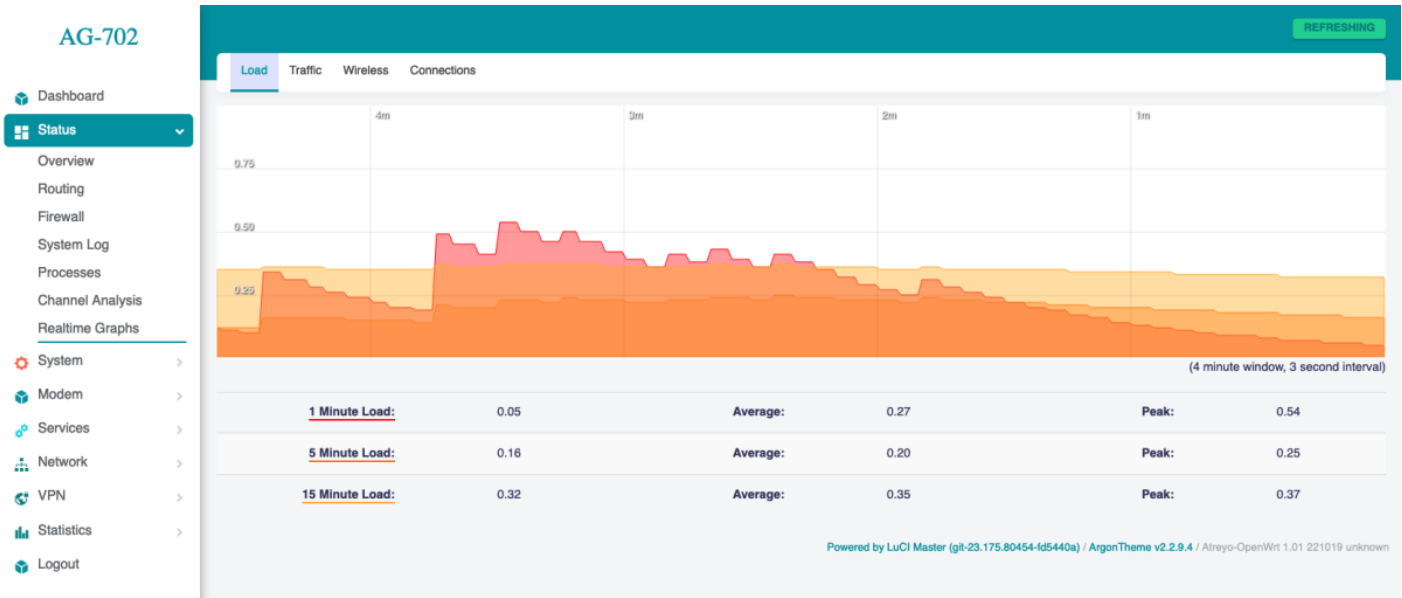 AG-702
REFRESHING
Dashboard
Status
Overview
Routing
Firewall
System Log
Processes
Channel Analysis
Realtime Graphs
System
Modem
Services
Network
VPN
Statistics
Logout
Load Traffic Wireless Connections
4m 3m 2m 1m
0.75
0.50
0.25
(4 minute window, 3 second interval)
1 Minute Load: 0.05 Average: 0.27 Peak: 0.54
5 Minute Load: 0.16 Average: 0.20 Peak: 0.25
15 Minute Load: 0.32 Average: 0.35 Peak: 0.37
Powered by LuCI Master (git-23.175.80454-fd5440a) / ArgonTheme v2.2.9.4 / Atreyo-OpenWrt 1.01 221019 unknown